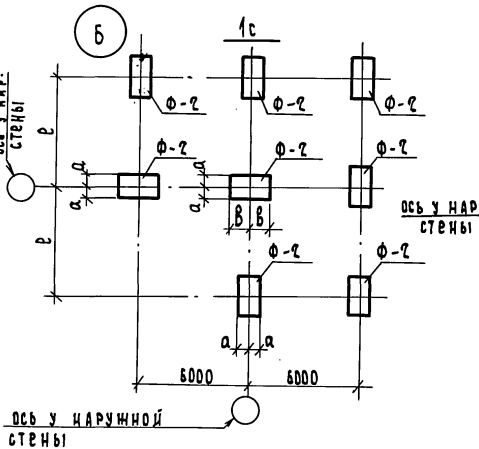 Б
1с
ось у нар.
стены
Ф-2
Ф-2
Ф-2
е
а
Ф-2
а
Ф-2
Ф-2
а
а
в в
ось у нар
стены
е
Ф-2
Ф-2
а
а
6000
6000
ось у наружной
стены